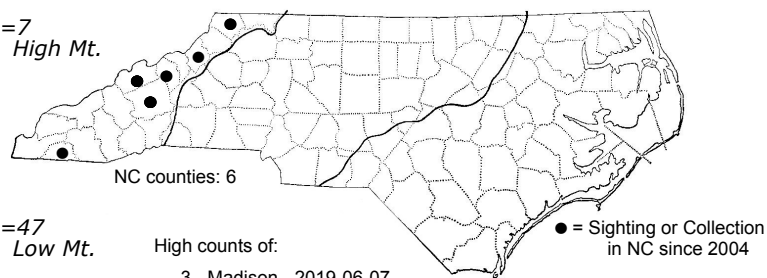 =7
High Mt.
NC counties: 6
=47
Low Mt.
High counts of:
3 - Madison - 2019-06-07
● = Sighting or Collection
in NC since 2004